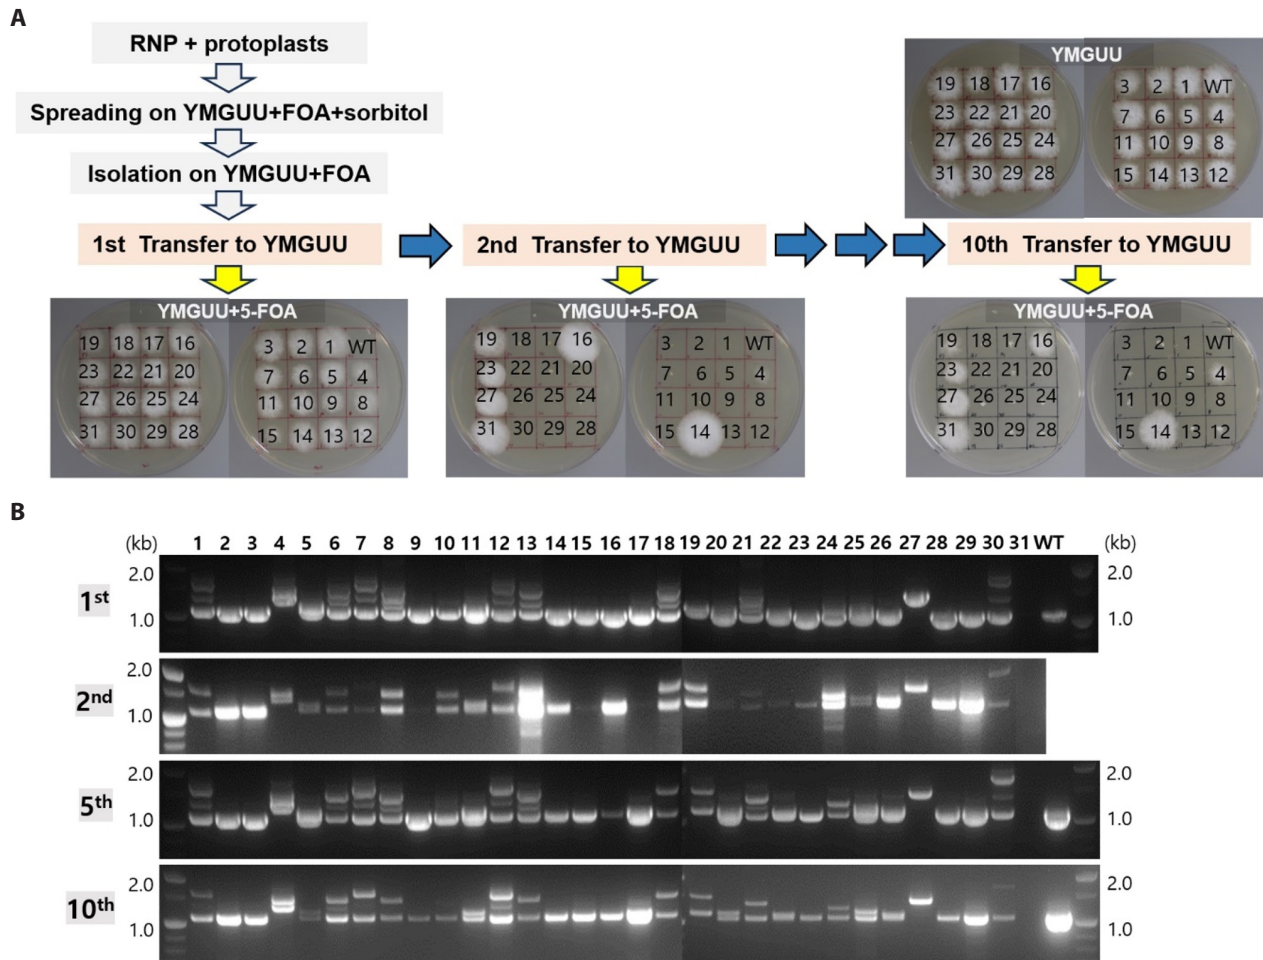 A
RNP + protoplasts
Spreading on YMGUU+FOA+sorbitol
Isolation on YMGUU+FOA
1st Transfer to YMGUU
2nd Transfer to YMGUU
10th Transfer to YMGUU
YMGUU
19 18 17 16
23 22 21 20
27 26 25 24
31 30 29 28
3 2 1 WT
7 6 5 4
11 10 9 8
15 14 13 12
YMGUU+5-FOA
19 18 17 16
23 22 21 20
27 26 25 24
31 30 29 28
3 2 1 WT
7 6 5 4
11 10 9 8
15 14 13 12
YMGUU+5-FOA
19 18 17 16
23 22 21 20
27 26 25 24
31 30 29 28
3 2 1 WT
7 6 5 4
11 10 9 8
15 14 13 12
YMGUU+5-FOA
19 18 17 16
23 22 21 20
27 26 25 24
31 30 29 28
3 2 1 WT
7 6 5 4
11 10 9 8
15 14 13 12
B
(kb) 1 2 3 4 5 6 7 8 9 10 11 12 13 14 15 16 17 18 19 20 21 22 23 24 25 26 27 28 29 30 31 WT (kb)
2.0 2.0
1st
1.0 1.0
2.0
2nd
1.0
2.0 2.0
5th
1.0 1.0
2.0 2.0
10th
1.0 1.0